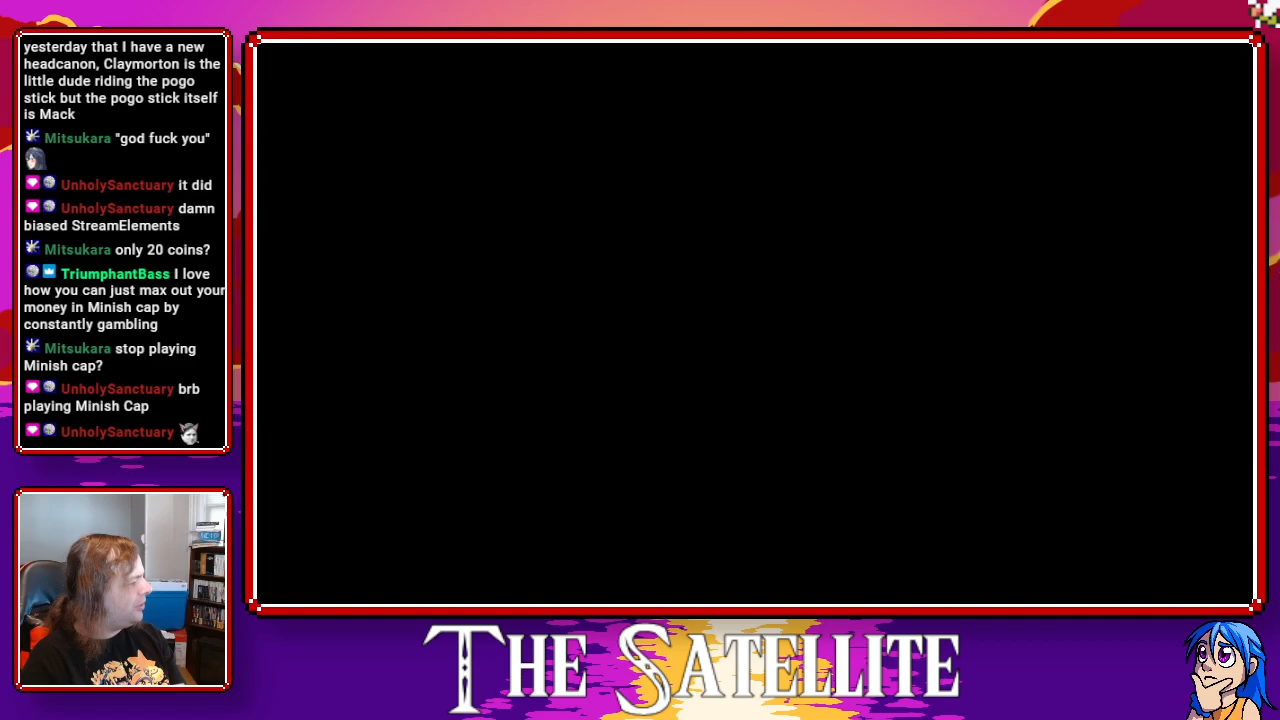 yesterday that I have a new
headcanon, Claymorton is the
little dude riding the pogo
stick but the pogo stick itself
is Mack
Mitsukara "god fuck you"
UnholySanctuary it did
UnholySanctuary damn
biased StreamElements
Mitsukara only 20 coins?
TriumphantBass I love
how you can just max out your
money in Minish cap by
constantly gambling
Mitsukara stop playing
Minish cap?
UnholySanctuary brb
playing Minish Cap
UnholySanctuary
THE SATELLITE